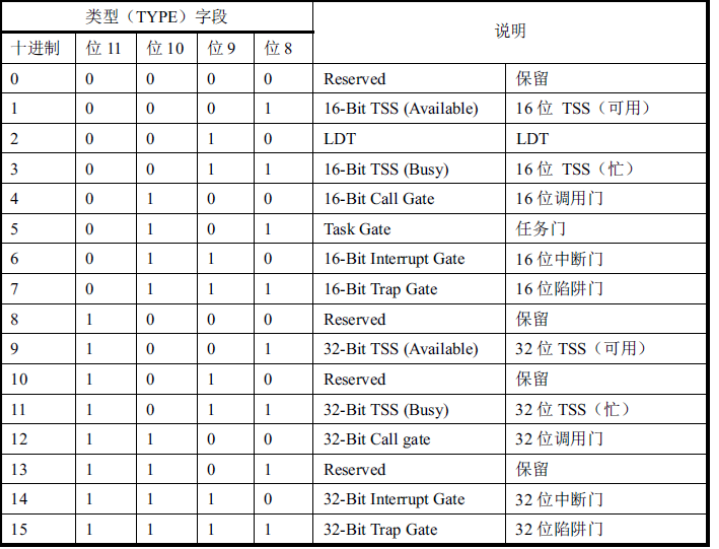 类型（TYPE）字段 说明
十进制 位 11 位 10 位 9 位 8
0 0 0 0 0 Reserved 保留
1 0 0 0 1 16-Bit TSS (Available) 16 位 TSS（可用）
2 0 0 1 0 LDT LDT
3 0 0 1 1 16-Bit TSS (Busy) 16 位 TSS（忙）
4 0 1 0 0 16-Bit Call Gate 16 位调用门
5 0 1 0 1 Task Gate 任务门
6 0 1 1 0 16-Bit Interrupt Gate 16 位中断门
7 0 1 1 1 16-Bit Trap Gate 16 位陷阱门
8 1 0 0 0 Reserved 保留
9 1 0 0 1 32-Bit TSS (Available) 32 位 TSS（可用）
10 1 0 1 0 Reserved 保留
11 1 0 1 1 32-Bit TSS (Busy) 32 位 TSS（忙）
12 1 1 0 0 32-Bit Call gate 32 位调用门
13 1 1 0 1 Reserved 保留
14 1 1 1 0 32-Bit Interrupt Gate 32 位中断门
15 1 1 1 1 32-Bit Trap Gate 32 位陷阱门